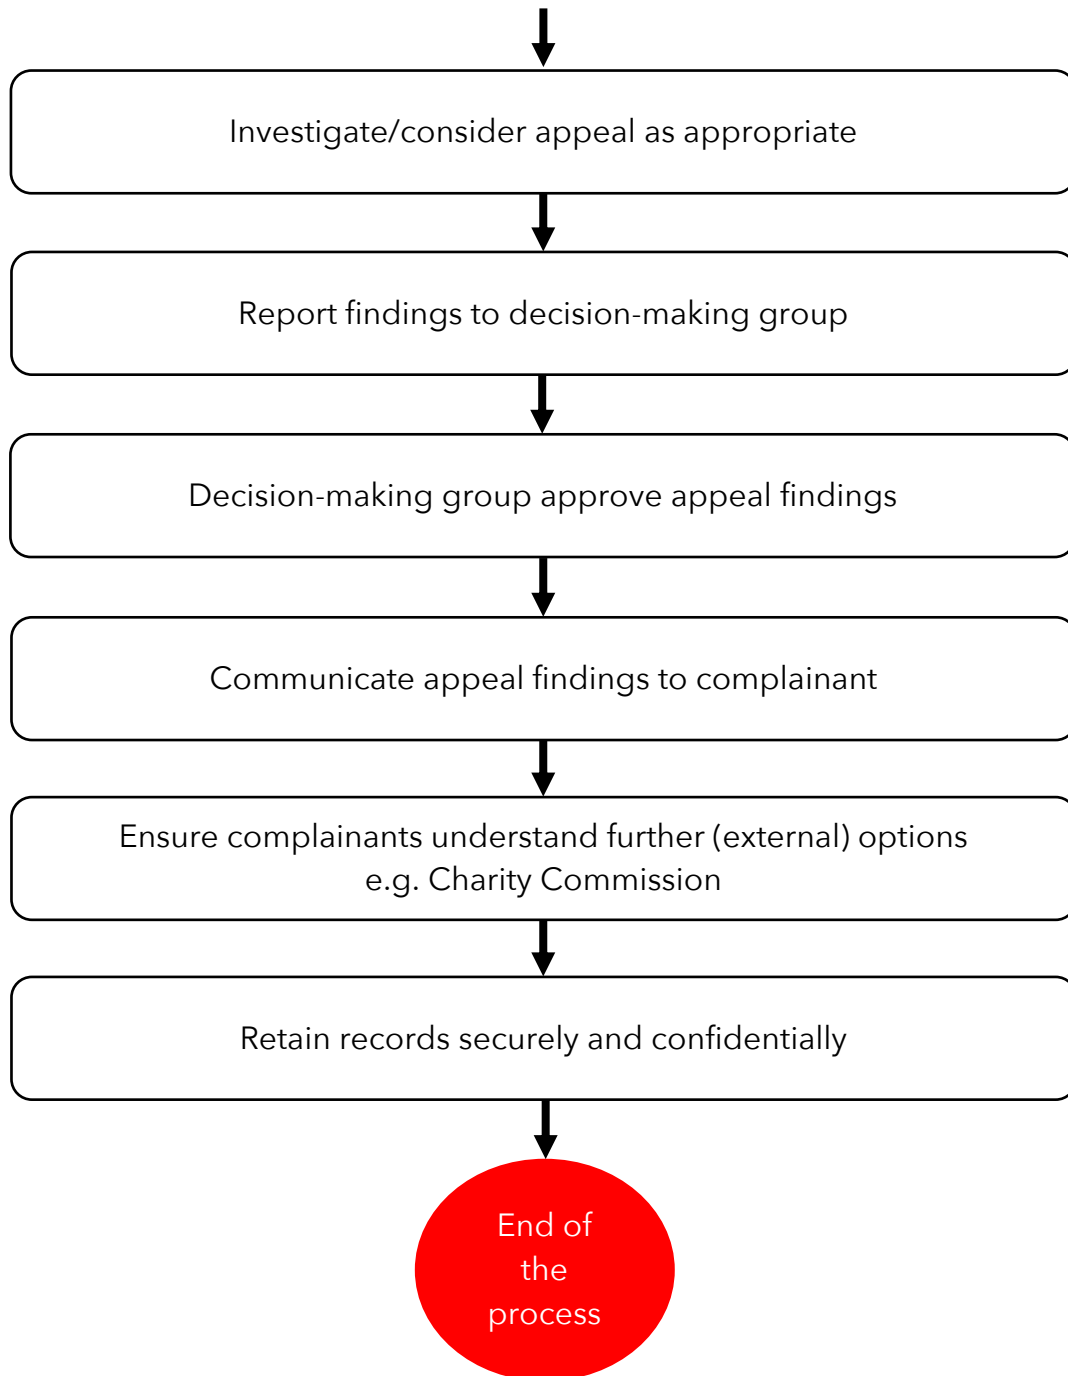 Investigate/consider appeal as appropriate
Report findings to decision-making group
Decision-making group approve appeal findings
Communicate appeal findings to complainant
Ensure complainants understand further (external) options
e.g. Charity Commission
Retain records securely and confidentially
End of
the
process